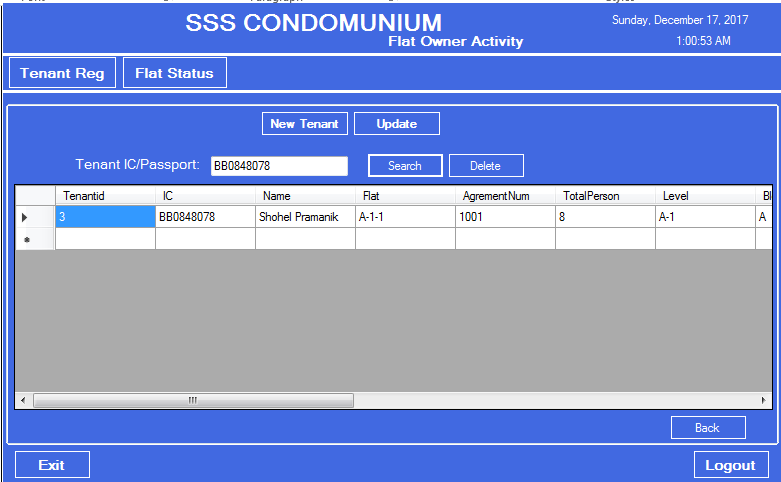 SSS CONDOMUNIUM
Sunday, December 17, 2017
Flat Owner Activity
1:00:53 AM
Tenant Reg Flat Status
New Tenant Update
Tenant IC/Passport: BB0848078 Search Delete
Tenantid IC Name Flat AgrementNum TotalPerson Level Bl
3 BB0848078 Shohel Pramanik A-1-1 1001 8 A-1 A
Back
Exit Logout